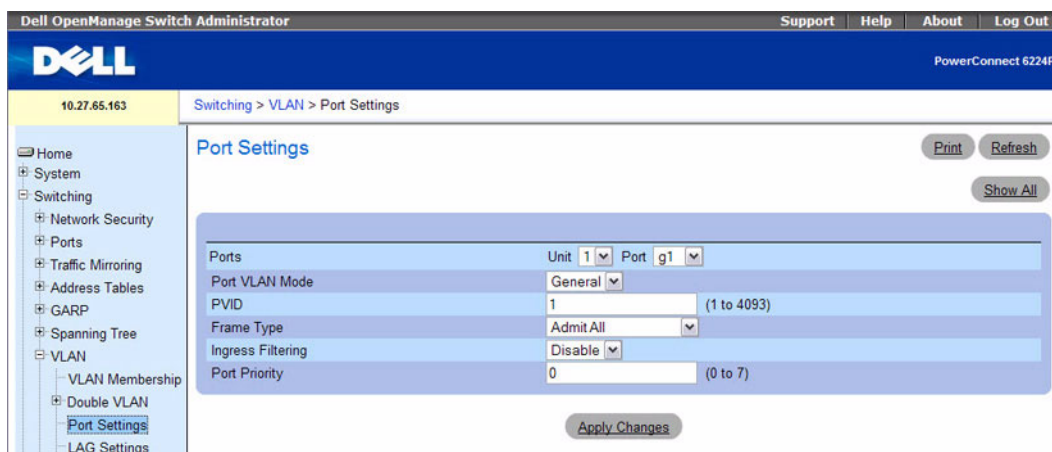 Dell OpenManage Switch Administrator Support Help About Log Out
DELL
PowerConnect 6224
10.27.65.163
Switching > VLAN > Port Settings
Home
System
Switching
Network Security
Ports
Traffic Mirroring
Address Tables
GARP
Spanning Tree
VLAN
VLAN Membership
Double VLAN
Port Settings
LAG Settings
Port Settings
Print Refresh
Show All
Ports Unit 1 Port g1
Port VLAN Mode General
PVID 1 (1 to 4093)
Frame Type Admit All
Ingress Filtering Disable
Port Priority 0 (0 to 7)
Apply Changes